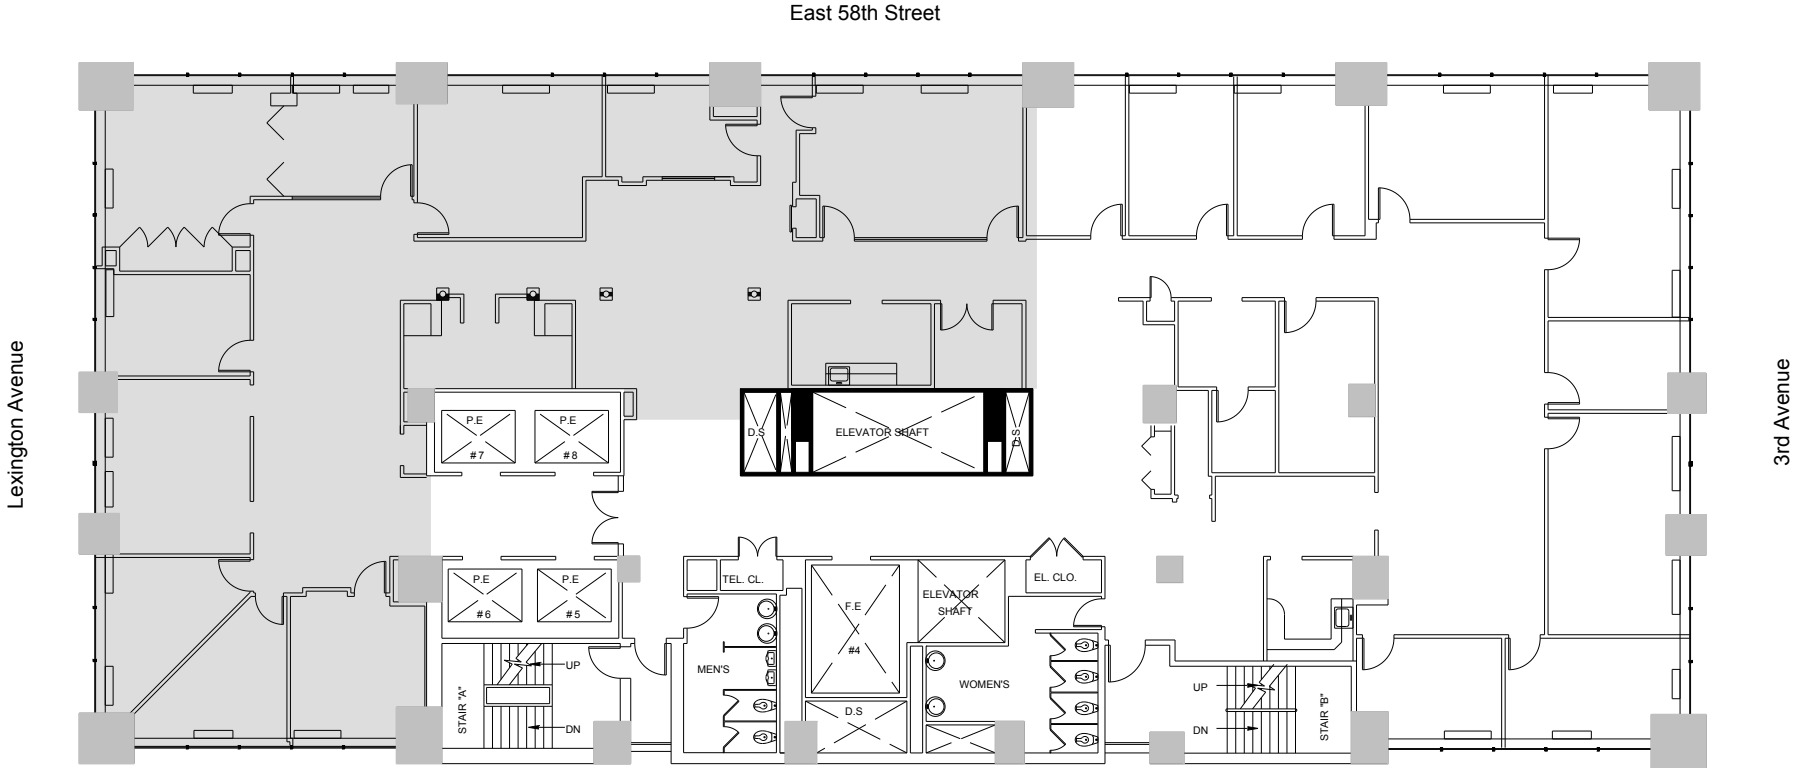 East 58th Street
Lexington Avenue
3rd Avenue
P.E
#7
P.E
#8
D.S
ELEVATOR SHAFT
D.S
P.E
#6
P.E
#5
TEL. CL.
F.E
#4
ELEVATOR
SHAFT
EL. CLO.
MEN'S
WOMEN'S
D.S
STAIR "A"
UP
DN
UP
DN
STAIR "B"